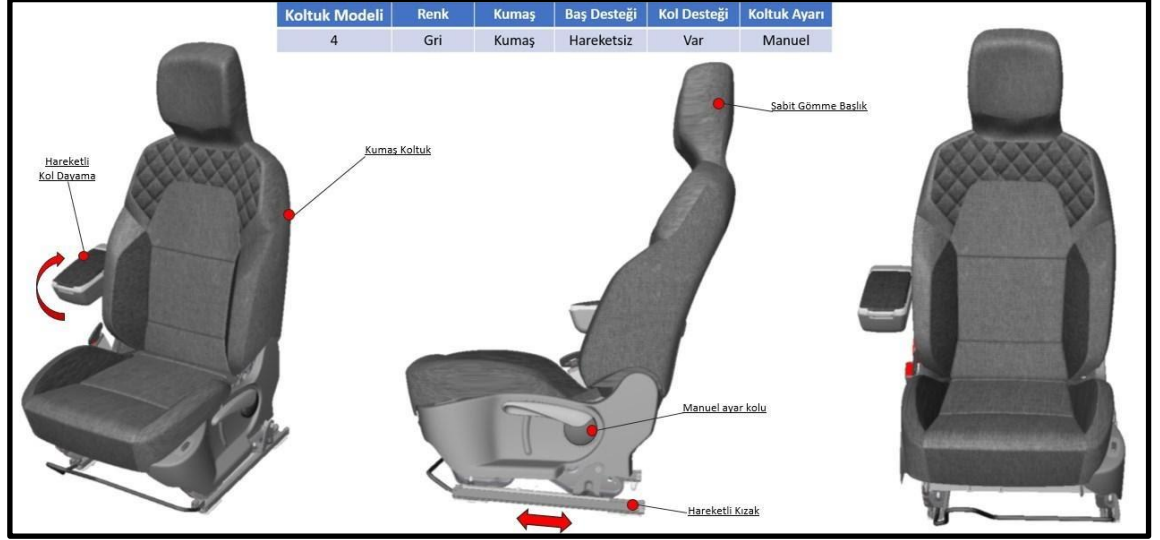 Koltuk Modeli Renk Kumaş Baş Desteği Kol Desteği Koltuk Ayarı
4 Gri Kumaş Hareketsiz Var Manuel
Sabit Gömme Başlık
Kumaş Koltuk
Hareketli
Kol Dayama
Manuel ayar kolu
Hareketli Kızak